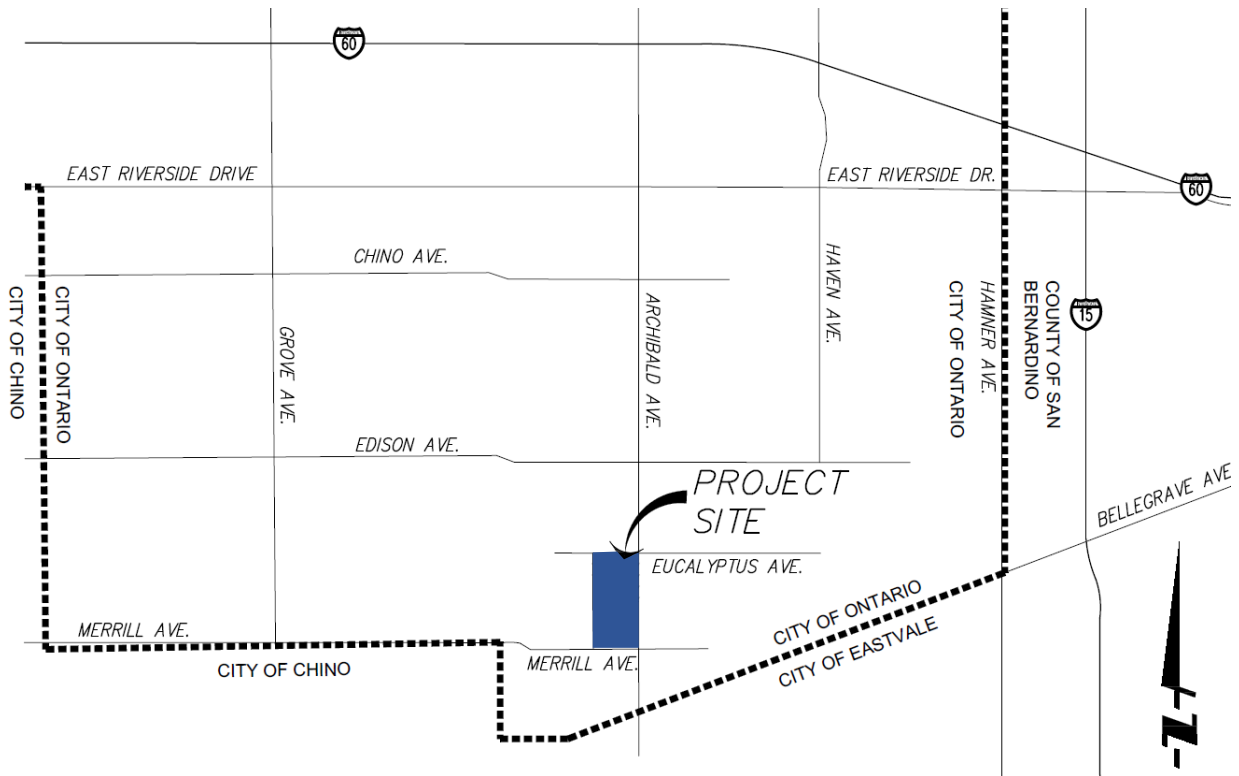 60
EAST RIVERSIDE DRIVE
EAST RIVERSIDE DR.
60
CHINO AVE.
CITY OF CHINO
CITY OF ONTARIO
GROVE AVE.
ARCHIBALD AVE.
HAVEN AVE.
CITY OF ONTARIO
HAMNER AVE.
COUNTY OF SAN
BERNARDINO
15
EDISON AVE.
PROJECT
SITE
BELLEGRAVE AVE
EUCALYPTUS AVE.
MERRILL AVE.
CITY OF CHINO
MERRILL AVE.
CITY OF ONTARIO
CITY OF EASTVALE
N